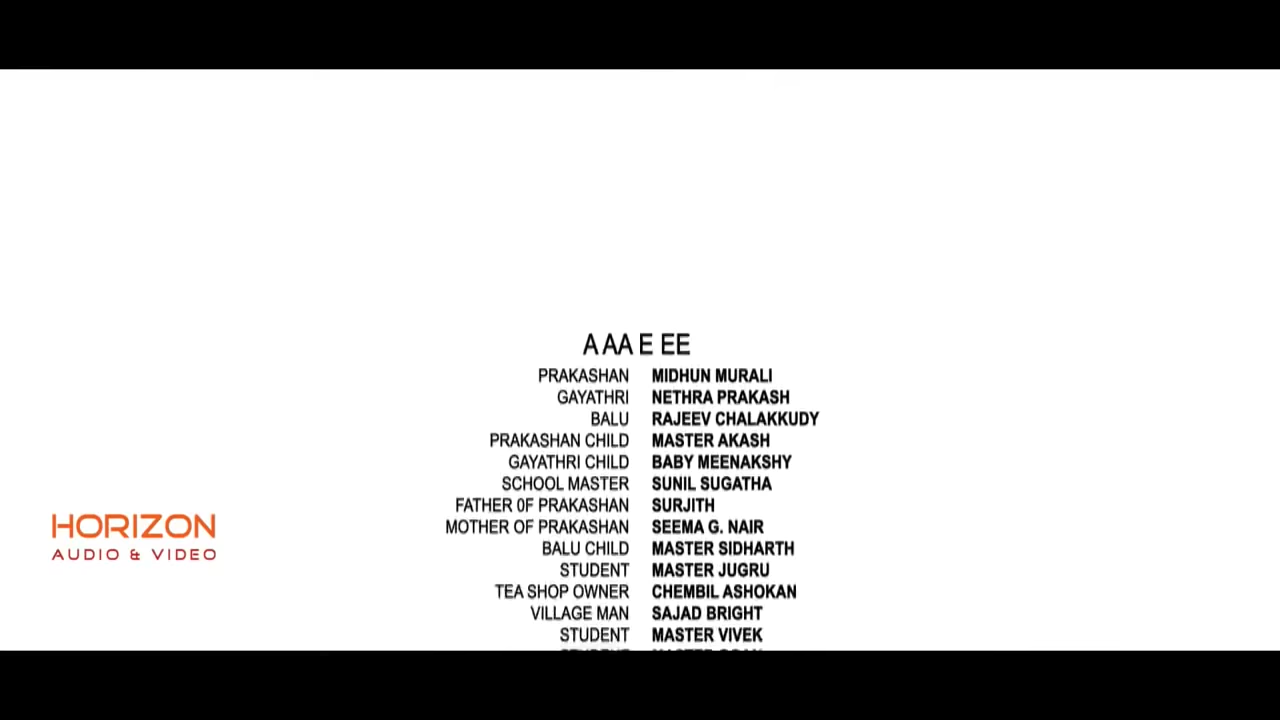 A AA E EE
PRAKASHAN MIDHUN MURALI
GAYATHRI NETHRA PRAKASH
BALU RAJEEV CHALAKKUDY
PRAKASHAN CHILD MASTER AKASH
GAYATHRI CHILD BABY MEENAKSHY
SCHOOL MASTER SUNIL SUGATHA
FATHER 0F PRAKASHAN SURJITH
MOTHER OF PRAKASHAN SEEMA G. NAIR
BALU CHILD MASTER SIDHARTH
STUDENT MASTER JUGRU
TEA SHOP OWNER CHEMBIL ASHOKAN
VILLAGE MAN SAJAD BRIGHT
STUDENT MASTER VIVEK
HORIZON
AUDIO & VIDEO